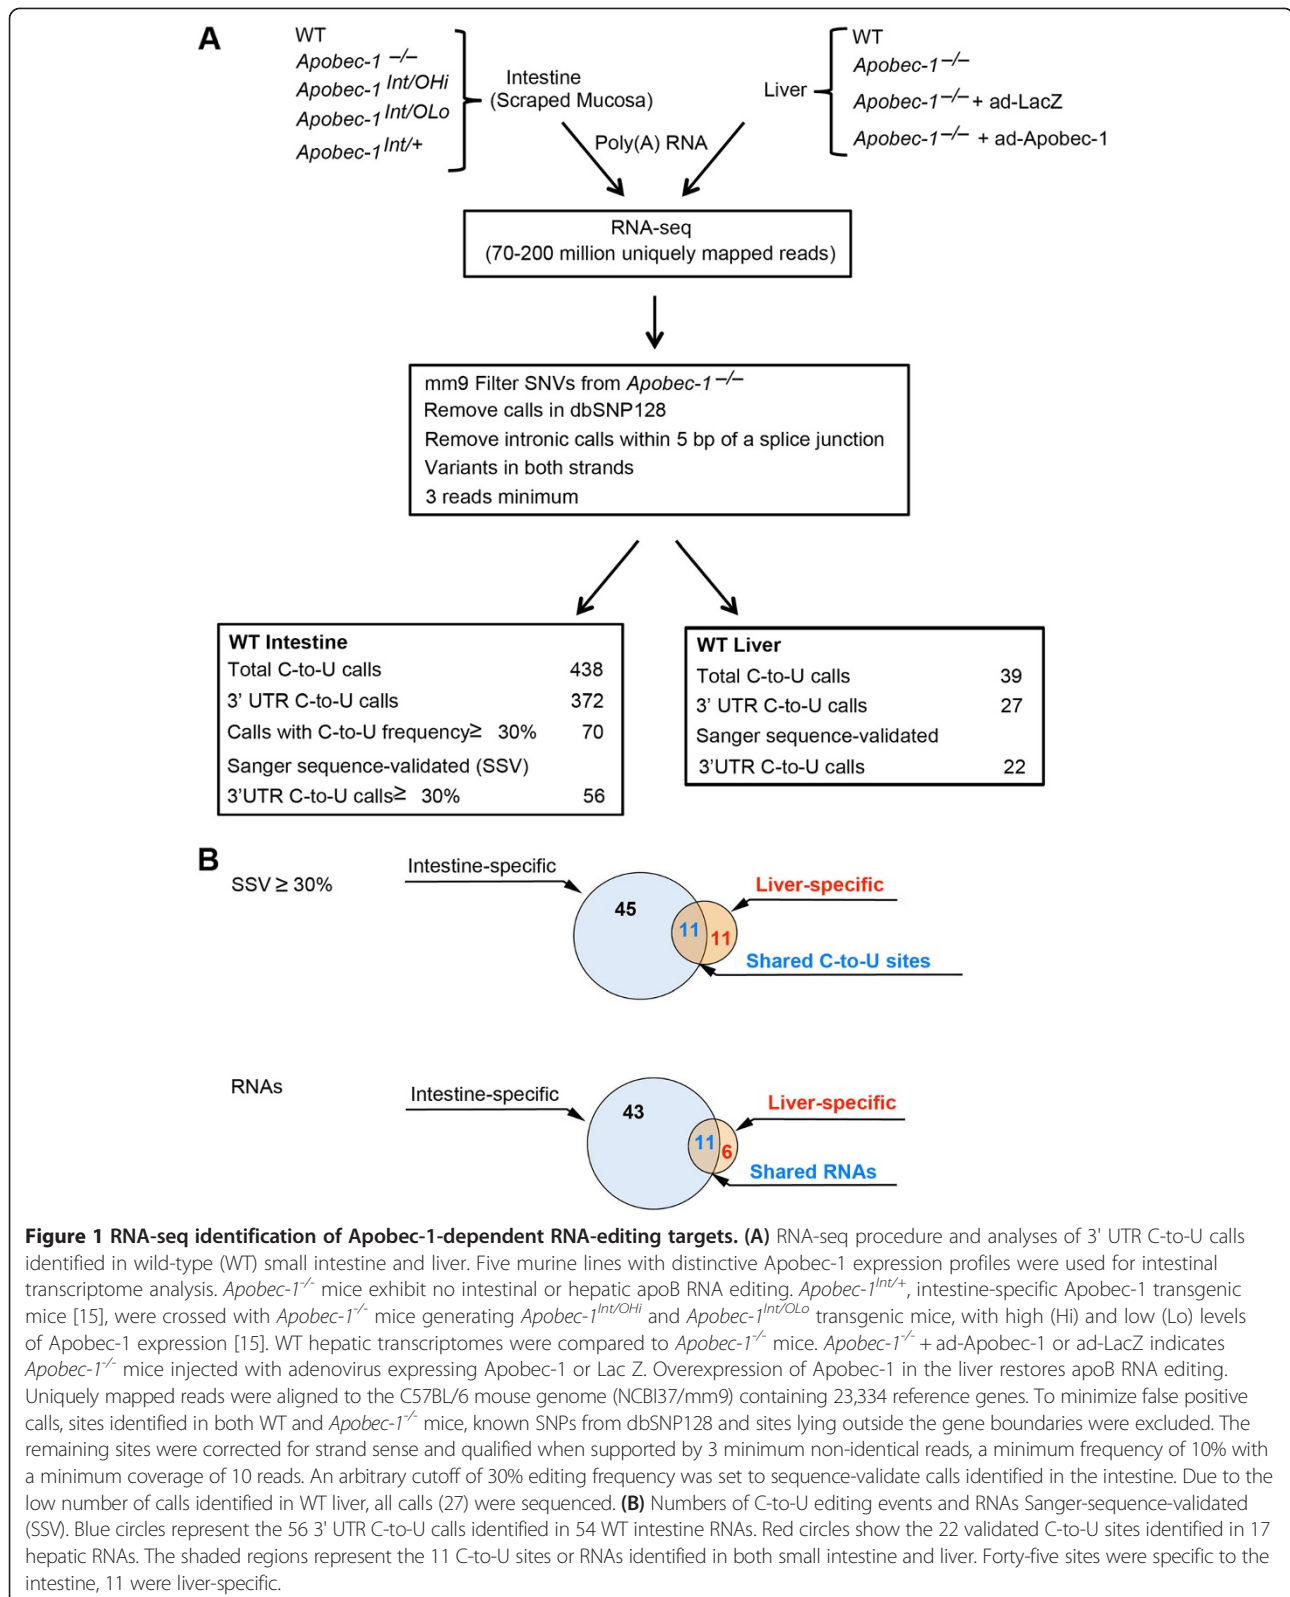 A
WT
Apobec-1 –/–
Apobec-1 Int/OHi
Apobec-1 Int/OLo
Apobec-1 Int/+
Intestine
(Scraped Mucosa)
Liver
WT
Apobec-1–/–
Apobec-1–/– + ad-LacZ
Apobec-1–/– + ad-Apobec-1
Poly(A) RNA
RNA-seq
(70-200 million uniquely mapped reads)
mm9 Filter SNVs from Apobec-1 –/–
Remove calls in dbSNP128
Remove intronic calls within 5 bp of a splice junction
Variants in both strands
3 reads minimum
WT Intestine
Total C-to-U calls 438
3' UTR C-to-U calls 372
Calls with C-to-U frequency≥ 30% 70
Sanger sequence-validated (SSV)
3'UTR C-to-U calls≥ 30% 56
WT Liver
Total C-to-U calls 39
3' UTR C-to-U calls 27
Sanger sequence-validated
3'UTR C-to-U calls 22
B
SSV ≥ 30%
Intestine-specific
45
11
11
Liver-specific
Shared C-to-U sites
RNAs
Intestine-specific
43
11
6
Liver-specific
Shared RNAs
Figure 1 RNA-seq identification of Apobec-1-dependent RNA-editing targets. (A) RNA-seq procedure and analyses of 3' UTR C-to-U calls
identified in wild-type (WT) small intestine and liver. Five murine lines with distinctive Apobec-1 expression profiles were used for intestinal
transcriptome analysis. Apobec-1-/- mice exhibit no intestinal or hepatic apoB RNA editing. Apobec-1Int/+, intestine-specific Apobec-1 transgenic
mice [15], were crossed with Apobec-1-/- mice generating Apobec-1Int/OHi and Apobec-1Int/OLo transgenic mice, with high (Hi) and low (Lo) levels
of Apobec-1 expression [15]. WT hepatic transcriptomes were compared to Apobec-1-/- mice. Apobec-1-/- + ad-Apobec-1 or ad-LacZ indicates
Apobec-1-/- mice injected with adenovirus expressing Apobec-1 or Lac Z. Overexpression of Apobec-1 in the liver restores apoB RNA editing.
Uniquely mapped reads were aligned to the C57BL/6 mouse genome (NCBI37/mm9) containing 23,334 reference genes. To minimize false positive
calls, sites identified in both WT and Apobec-1-/- mice, known SNPs from dbSNP128 and sites lying outside the gene boundaries were excluded. The
remaining sites were corrected for strand sense and qualified when supported by 3 minimum non-identical reads, a minimum frequency of 10% with
a minimum coverage of 10 reads. An arbitrary cutoff of 30% editing frequency was set to sequence-validate calls identified in the intestine. Due to the
low number of calls identified in WT liver, all calls (27) were sequenced. (B) Numbers of C-to-U editing events and RNAs Sanger-sequence-validated
(SSV). Blue circles represent the 56 3' UTR C-to-U calls identified in 54 WT intestine RNAs. Red circles show the 22 validated C-to-U sites identified in 17
hepatic RNAs. The shaded regions represent the 11 C-to-U sites or RNAs identified in both small intestine and liver. Forty-five sites were specific to the
intestine, 11 were liver-specific.